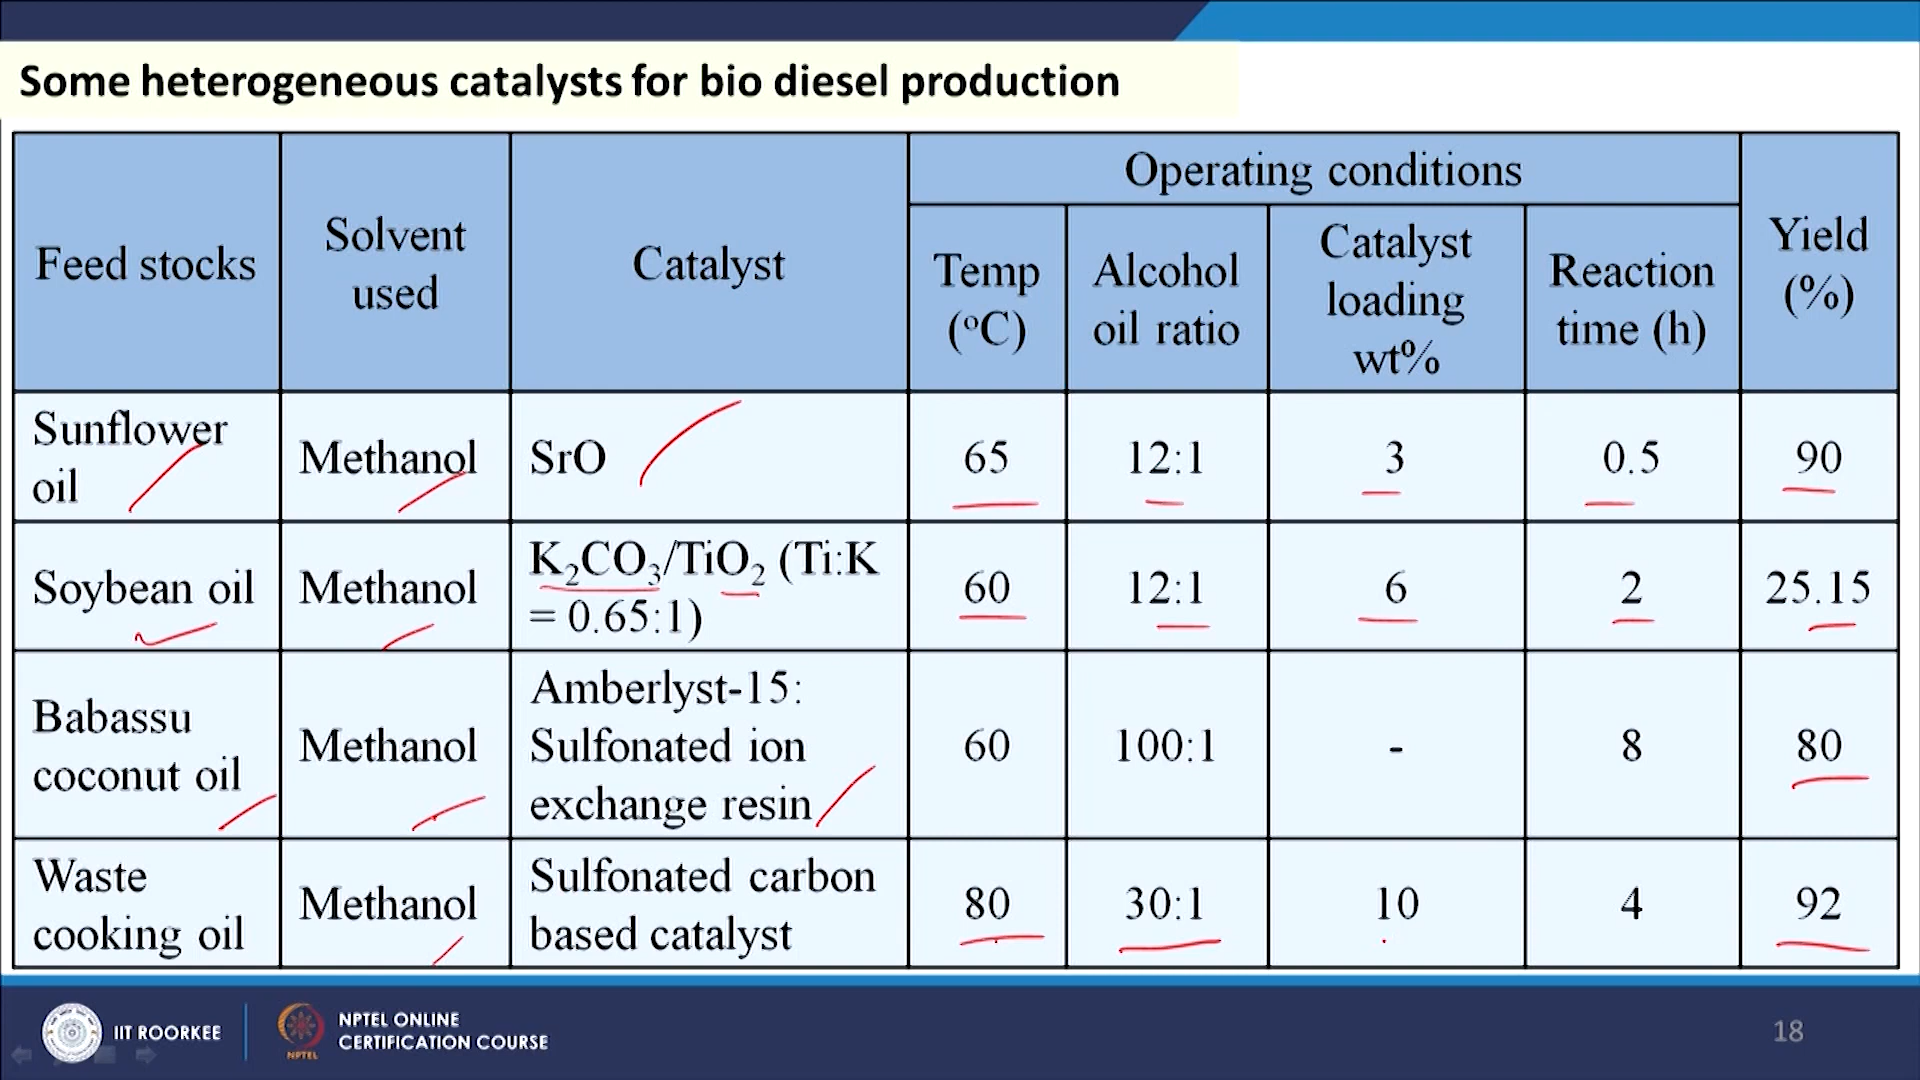 Some heterogeneous catalysts for bio diesel production
Feed stocks
Solvent
used
Catalyst
Operating conditions
Temp
(°C)
Alcohol
oil ratio
Catalyst
loading
wt%
Reaction
time (h)
Yield
(%)
Sunflower
oil
Methanol
SrO
65
12:1
3
0.5
90
Soybean oil
Methanol
K₂CO₃/TiO₂ (Ti:K
= 0.65:1)
60
12:1
6
2
25.15
Babassu
coconut oil
Methanol
Amberlyst-15:
Sulfonated ion
exchange resin
60
100:1
-
8
80
Waste
cooking oil
Methanol
Sulfonated carbon
based catalyst
80
30:1
10
4
92
IIT ROORKEE
NPTEL
NPTEL ONLINE
CERTIFICATION COURSE
18